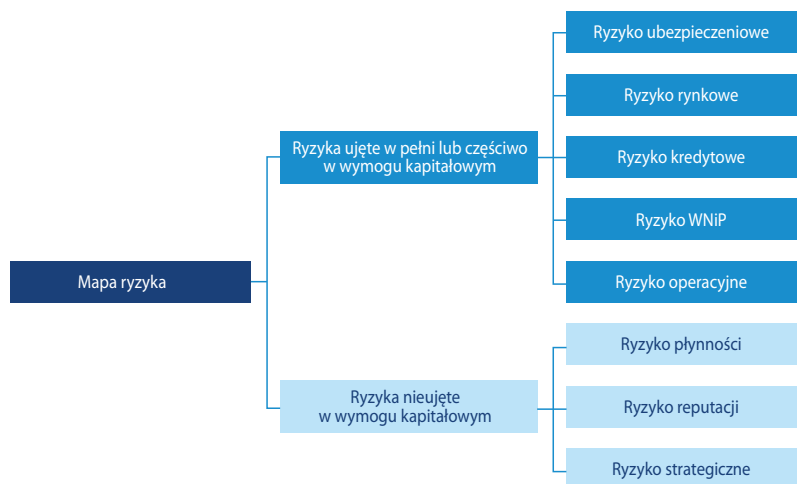 Mapa ryzyka
Ryzyka ujęte w pełni lub częściwo
w wymogu kapitałowym
Ryzyko ubezpieczeniowe
Ryzyko rynkowe
Ryzyko kredytowe
Ryzyko WNiP
Ryzyko operacyjne
Ryzyka nieujęte
w wymogu kapitałowym
Ryzyko płynności
Ryzyko reputacji
Ryzyko strategiczne